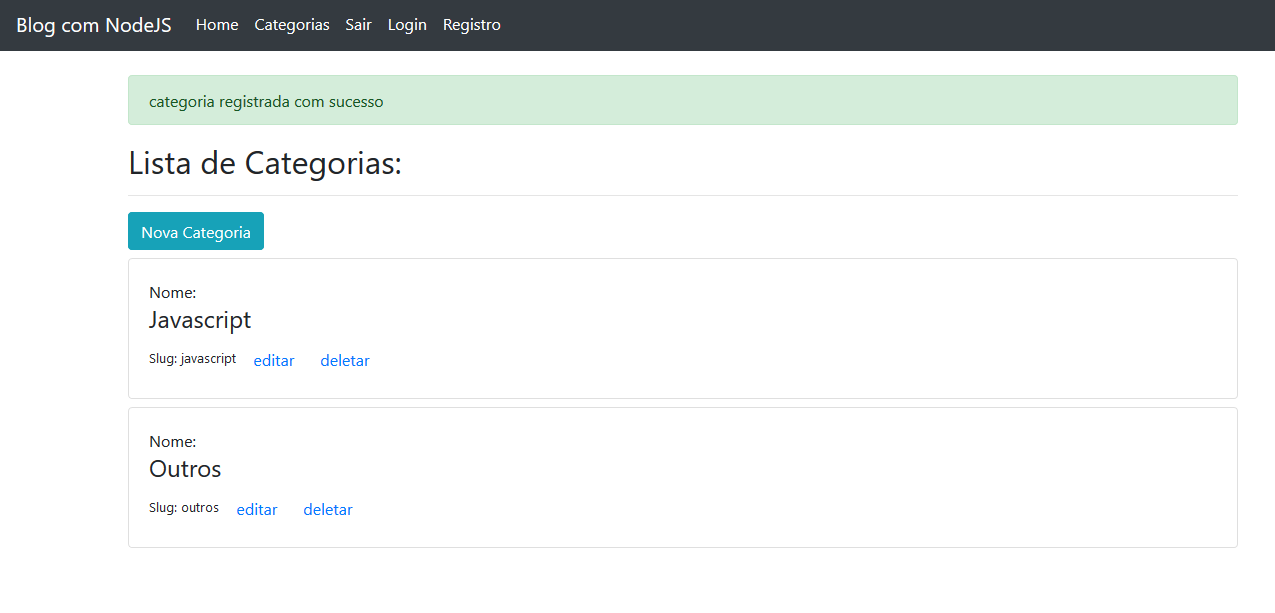 Blog com NodeJS Home Categorias Sair Login Registro
categoria registrada com sucesso
Lista de Categorias:
Nova Categoria
Nome:
Javascript
Slug: javascript editar deletar
Nome:
Outros
Slug: outros editar deletar